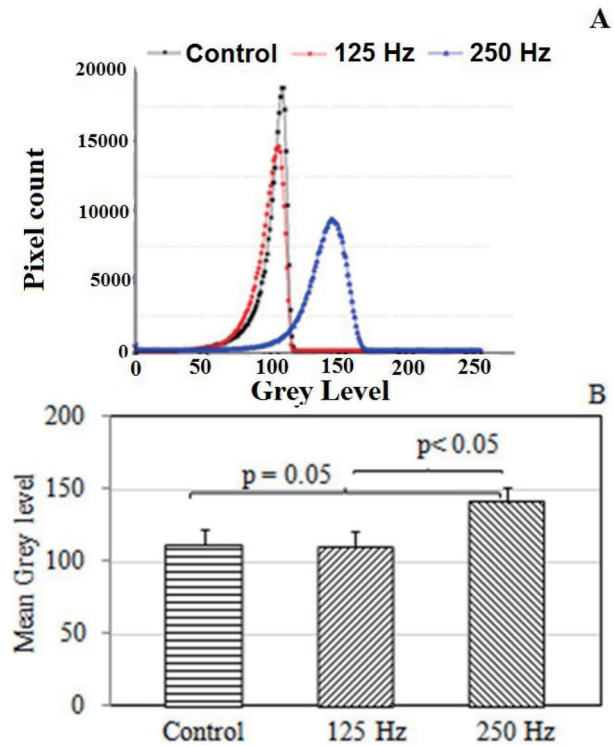 A
Control 125 Hz 250 Hz
20000
15000
10000
5000
0
Pixel count
0 50 100 150 200 250
Grey Level
B
200
150
100
50
0
Mean Grey level
p< 0.05
p = 0.05
Control 125 Hz 250 Hz